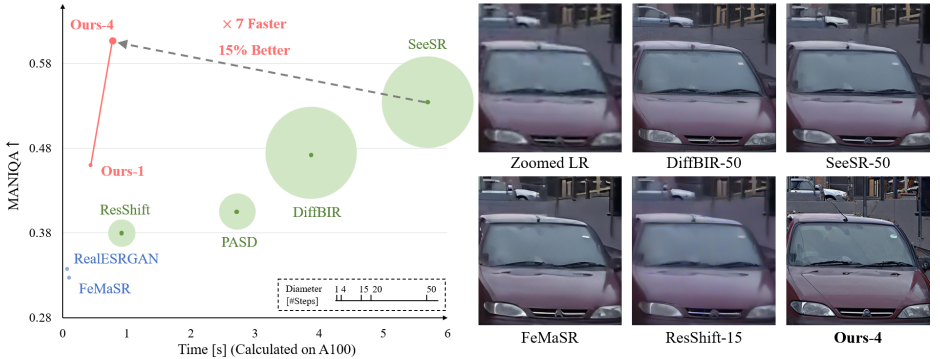 Ours-4
× 7 Faster
15% Better
SeeSR
0.58
0.48
0.38
0.28
MANIQA ↑
Ours-1
ResShift
DiffBIR
PASD
RealESRGAN
FeMaSR
Diameter
[#Steps]
1 4 15 20 50
0 1 2 3 4 5 6
Time [s] (Calculated on A100)
Zoomed LR DiffBIR-50 SeeSR-50
FeMaSR ResShift-15 Ours-4